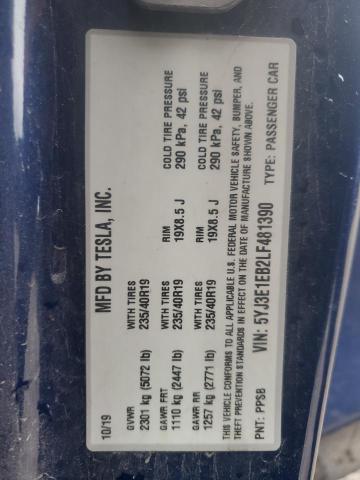 10/19 MFD BY TESLA, INC.
GVWR WITH TIRES RIM COLD TIRE PRESSURE
2301 kg (5072 lb) 235/40R19 19X8.5 J 290 kPa, 42 psi
GAWR FRT WITH TIRES RIM COLD TIRE PRESSURE
1110 kg (2447 lb) 235/40R19 19X8.5 J 290 kPa, 42 psi
GAWR RR
1257 kg (2771 lb)
THIS VEHICLE CONFORMS TO ALL APPLICABLE U.S. FEDERAL MOTOR VEHICLE SAFETY, BUMPER, AND
THEFT PREVENTION STANDARDS IN EFFECT ON THE DATE OF MANUFACTURE SHOWN ABOVE.
PNT: PPSB VIN: 5YJ3E1EB2LF481390 TYPE: PASSENGER CAR